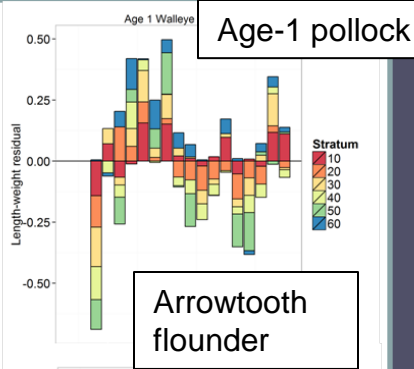 Age 1 Walleye
Age-1 pollock
0.50
0.25
0.00
-0.25
-0.50
Length-weight residual
Stratum
10
20
30
40
50
60
Arrowtooth
flounder